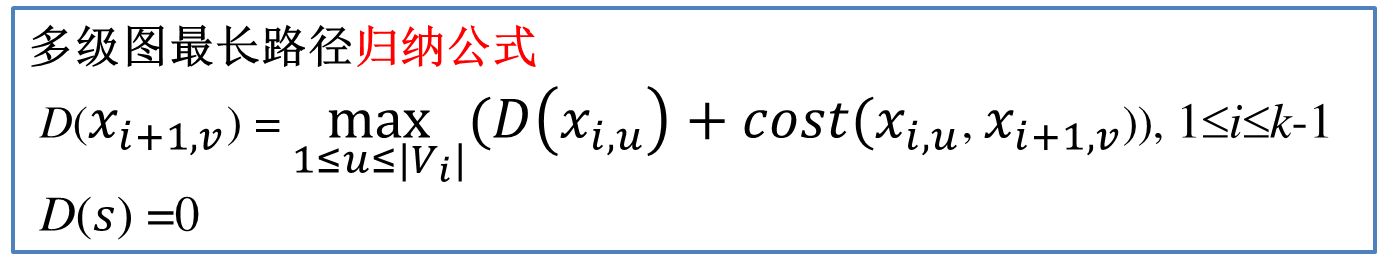 多级图最长路径归纳公式
D(x_{i+1,v}) = max_{1≤u≤|V_i|} (D(x_{i,u}) + cost(x_{i,u}, x_{i+1,v})), 1≤i≤k-1
D(s) =0